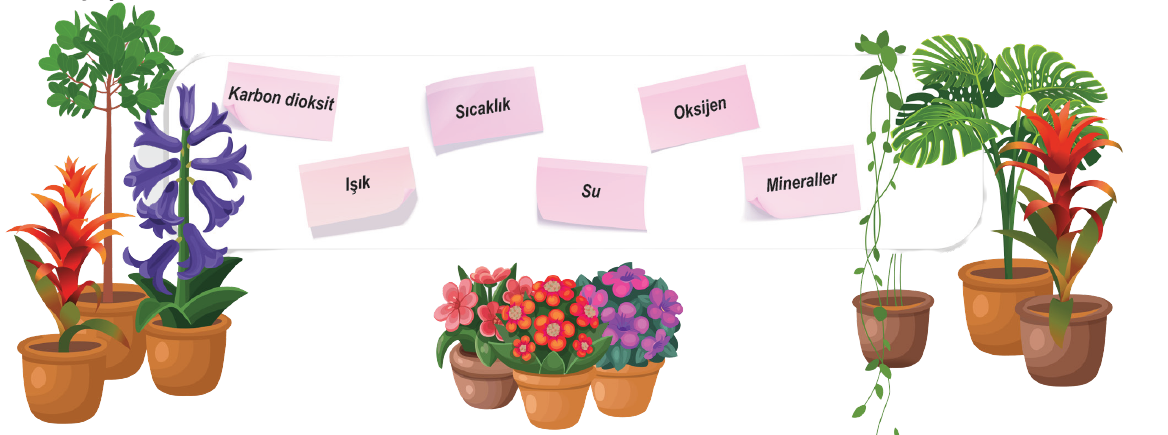 Karbon dioksit
Sıcaklık
Oksijen
Işık
Su
Mineraller